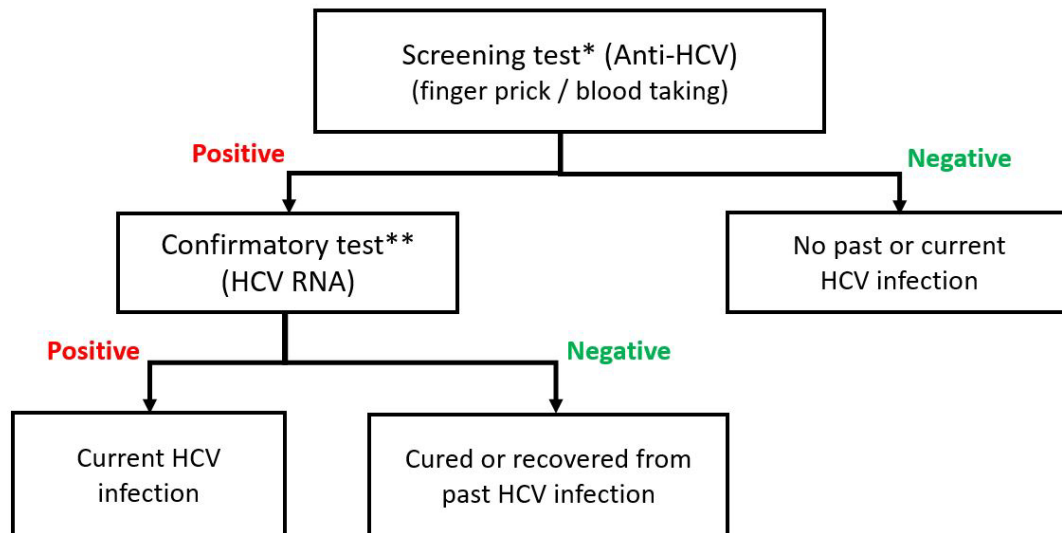 Screening test* (Anti-HCV)
(finger prick / blood taking)
Positive
Negative
Confirmatory test**
(HCV RNA)
No past or current
HCV infection
Positive
Negative
Current HCV
infection
Cured or recovered from
past HCV infection